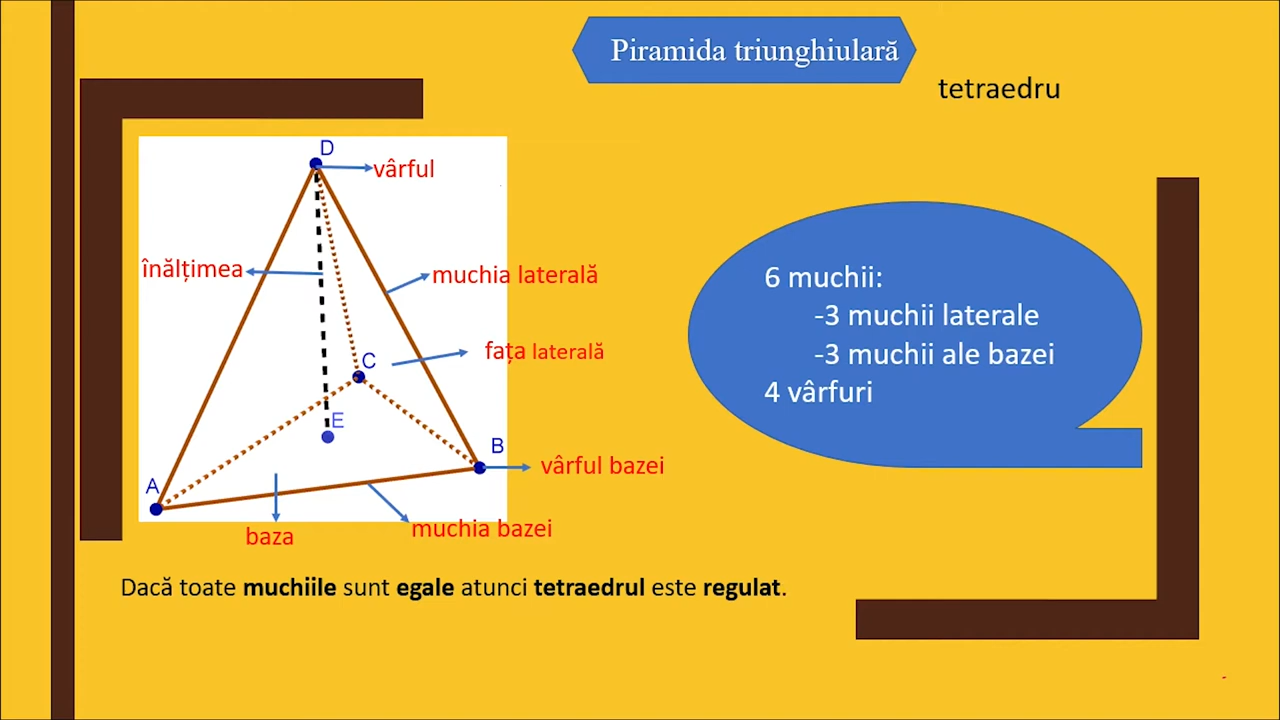 Piramida triunghiulară
tetraedru
D
vârful
înălțimea
muchia laterală
6 muchii:
-3 muchii laterale
-3 muchii ale bazei
4 vârfuri
C
fața laterală
E
B
vârful bazei
A
baza
muchia bazei
Dacă toate muchiile sunt egale atunci tetraedrul este regulat.